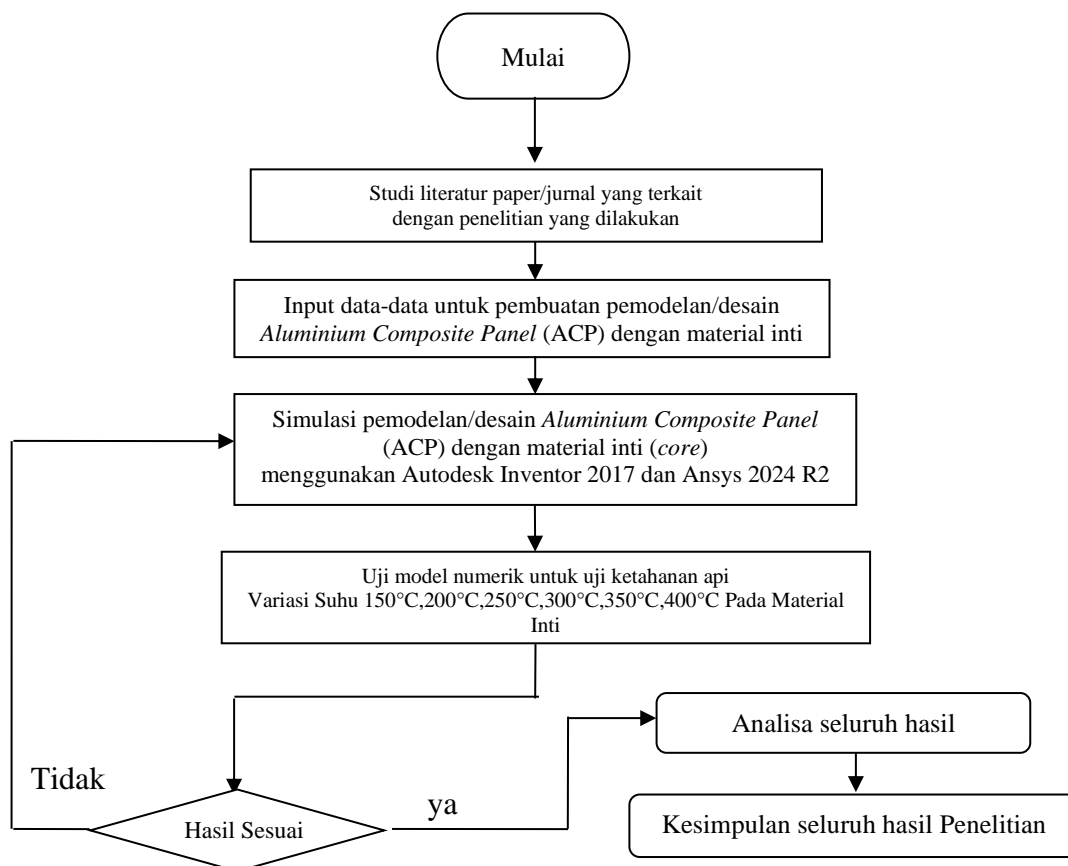 Mulai
Studi literatur paper/jurnal yang terkait
dengan penelitian yang dilakukan
Input data-data untuk pembuatan pemodelan/desain
Aluminium Composite Panel (ACP) dengan material inti
Simulasi pemodelan/desain Aluminium Composite Panel
(ACP) dengan material inti (core)
menggunakan Autodesk Inventor 2017 dan Ansys 2024 R2
Uji model numerik untuk uji ketahanan api
Variasi Suhu 150°C,200°C,250°C,300°C,350°C,400°C Pada Material
Inti
Tidak
Hasil Sesuai
ya
Analisa seluruh hasil
Kesimpulan seluruh hasil Penelitian